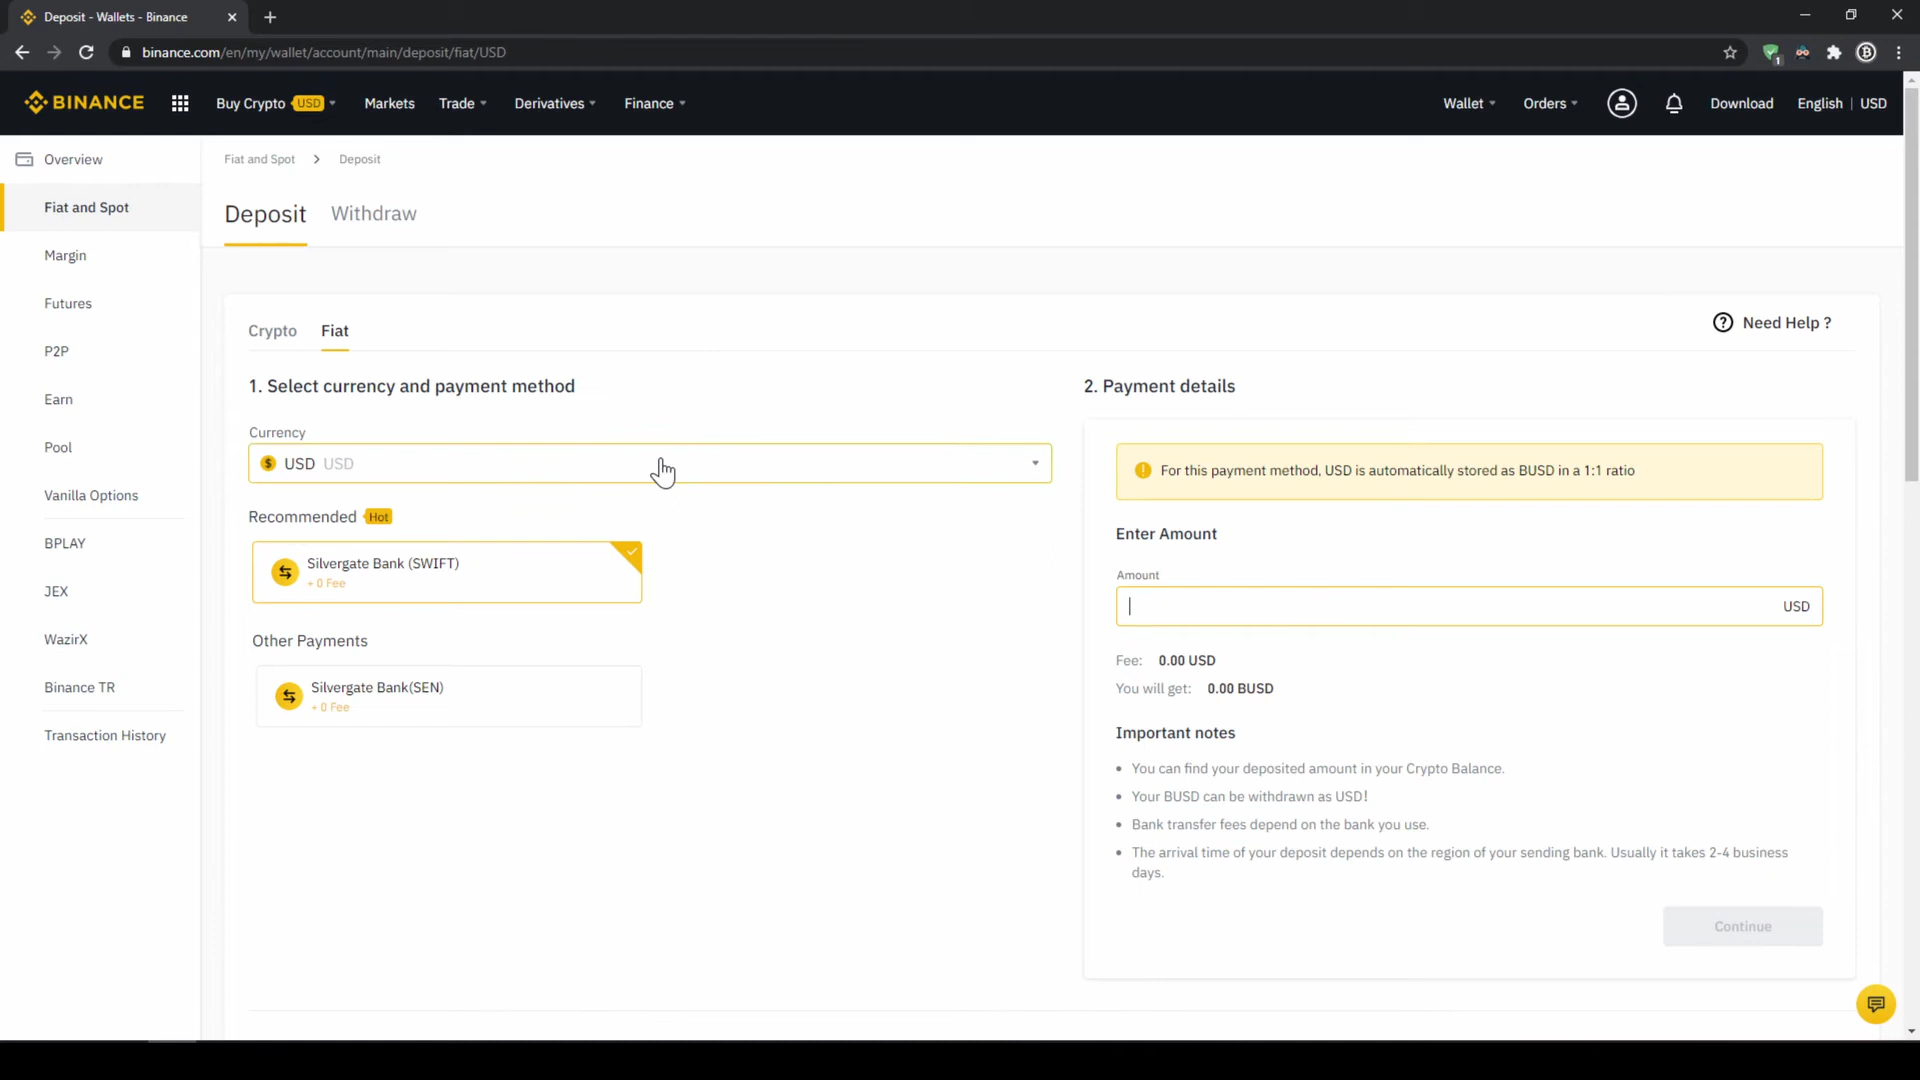 Deposit - Wallets - Binance
binance.com/en/my/wallet/account/main/deposit/fiat/USD
1
BINANCE
Buy Crypto USD
Markets
Trade
Derivatives
Finance
Wallet
Orders
Download
English | USD
Overview
Fiat and Spot
Margin
Futures
P2P
Earn
Pool
Vanilla Options
BPLAY
JEX
WazirX
Binance TR
Transaction History
Fiat and Spot > Deposit
Deposit
Withdraw
Crypto
Fiat
Need Help ?
1. Select currency and payment method
Currency
USD USD
Recommended Hot
Silvergate Bank (SWIFT)
+ 0 Fee
Other Payments
Silvergate Bank(SEN)
+ 0 Fee
2. Payment details
For this payment method, USD is automatically stored as BUSD in a 1:1 ratio
Enter Amount
Amount
USD
Fee: 0.00 USD
You will get: 0.00 BUSD
Important notes
• You can find your deposited amount in your Crypto Balance.
• Your BUSD can be withdrawn as USD!
• Bank transfer fees depend on the bank you use.
• The arrival time of your deposit depends on the region of your sending bank. Usually it takes 2-4 business
days.
Continue